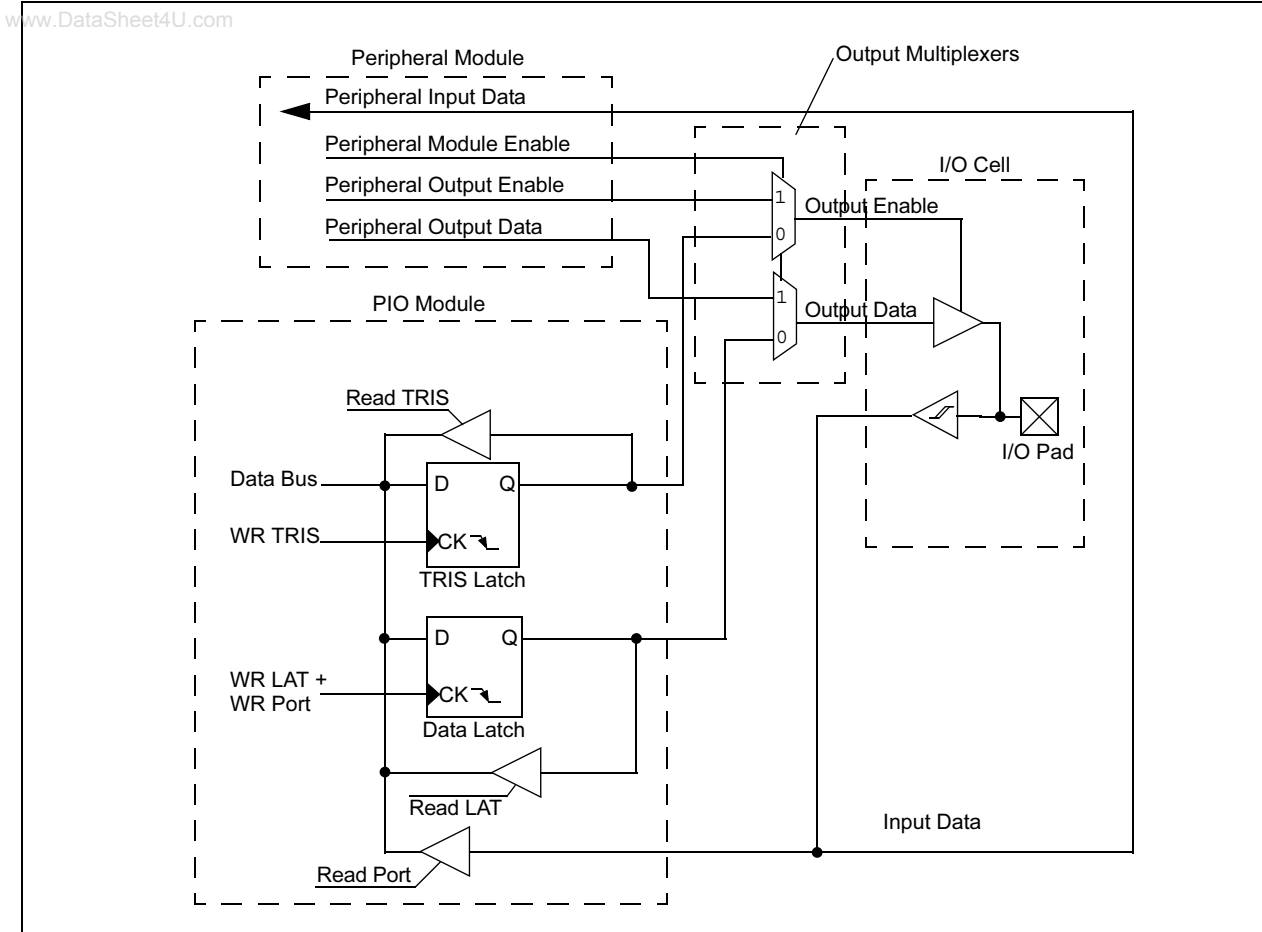 www.DataSheet4U.com
Peripheral Module
Output Multiplexers
Peripheral Input Data
Peripheral Module Enable
I/O Cell
Peripheral Output Enable
1
Output Enable
Peripheral Output Data
0
PIO Module
1
Output Data
0
Read TRIS
I/O Pad
Data Bus
D
Q
WR TRIS
CK
TRIS Latch
D
Q
WR LAT +
WR Port
CK
Data Latch
Read LAT
Input Data
Read Port